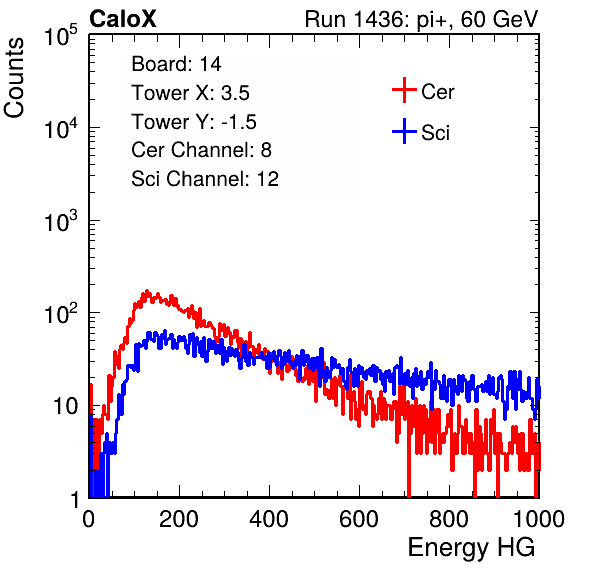 CaloX Run 1436: pi+, 60 GeV
Counts
Board: 14
Tower X: 3.5
Tower Y: -1.5
Cer Channel: 8
Sci Channel: 12
Cer
Sci
10^5
10^4
10^3
10^2
10
1
0 200 400 600 800 1000
Energy HG